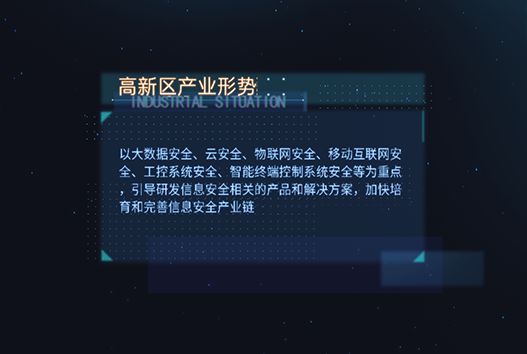 高新区产业形势
INDUSTRIAL SITUATION
以大数据安全、云安全、物联网安全、移动互联网安
全、工控系统安全、智能终端控制系统安全等为重点
，引导研发信息安全相关的产品和解决方案，加快培
育和完善信息安全产业链